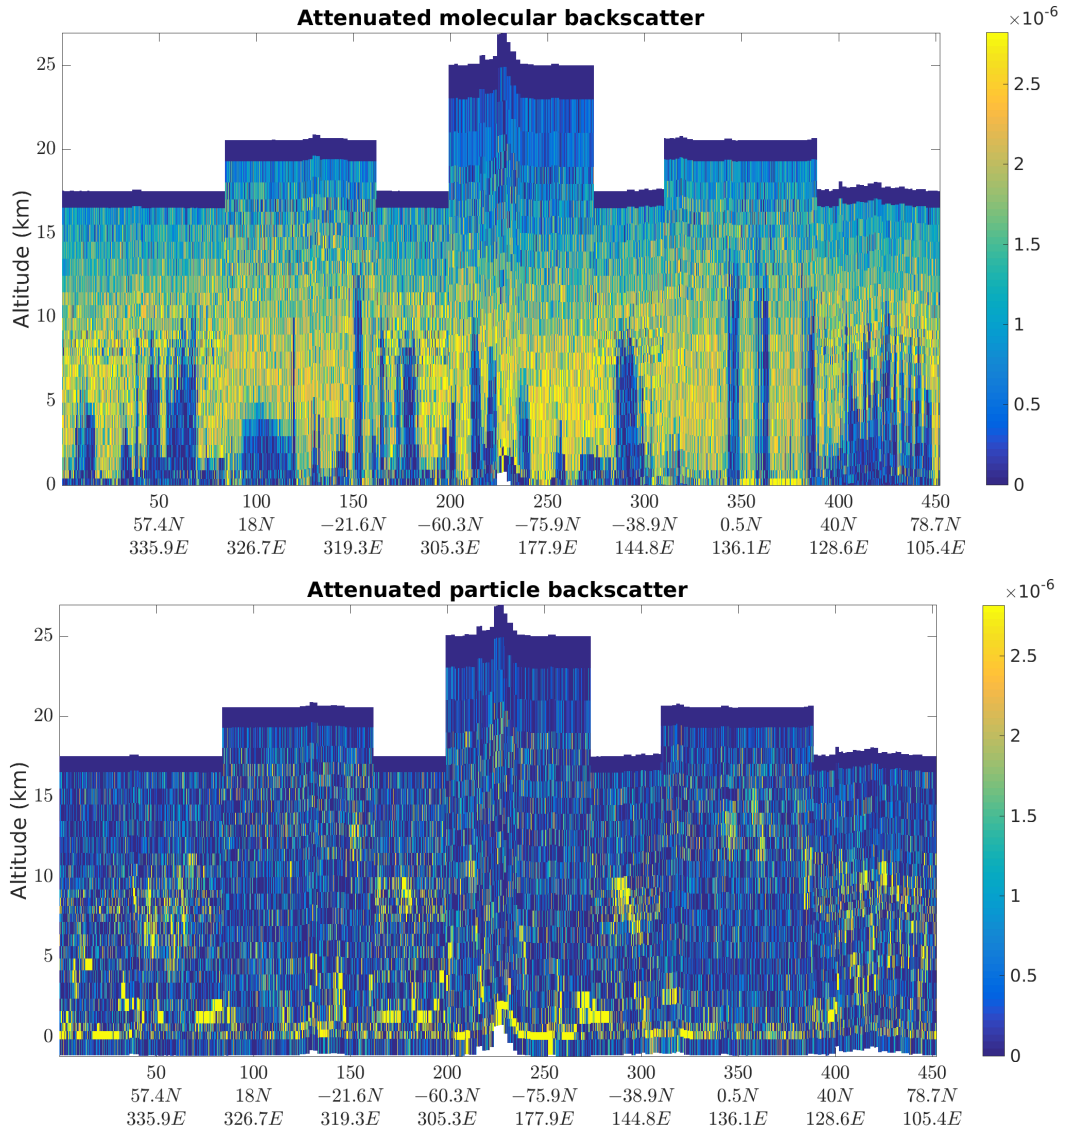 Attenuated molecular backscatter
×10⁻⁶
25
20
15
10
5
0
Altitude (km)
2.5
2
1.5
1
0.5
0
50 100 150 200 250 300 350 400 450
57.4N 18N −21.6N −60.3N −75.9N −38.9N 0.5N 40N 78.7N
335.9E 326.7E 319.3E 305.3E 177.9E 144.8E 136.1E 128.6E 105.4E
Attenuated particle backscatter
×10⁻⁶
25
20
15
10
5
0
Altitude (km)
2.5
2
1.5
1
0.5
0
50 100 150 200 250 300 350 400 450
57.4N 18N −21.6N −60.3N −75.9N −38.9N 0.5N 40N 78.7N
335.9E 326.7E 319.3E 305.3E 177.9E 144.8E 136.1E 128.6E 105.4E